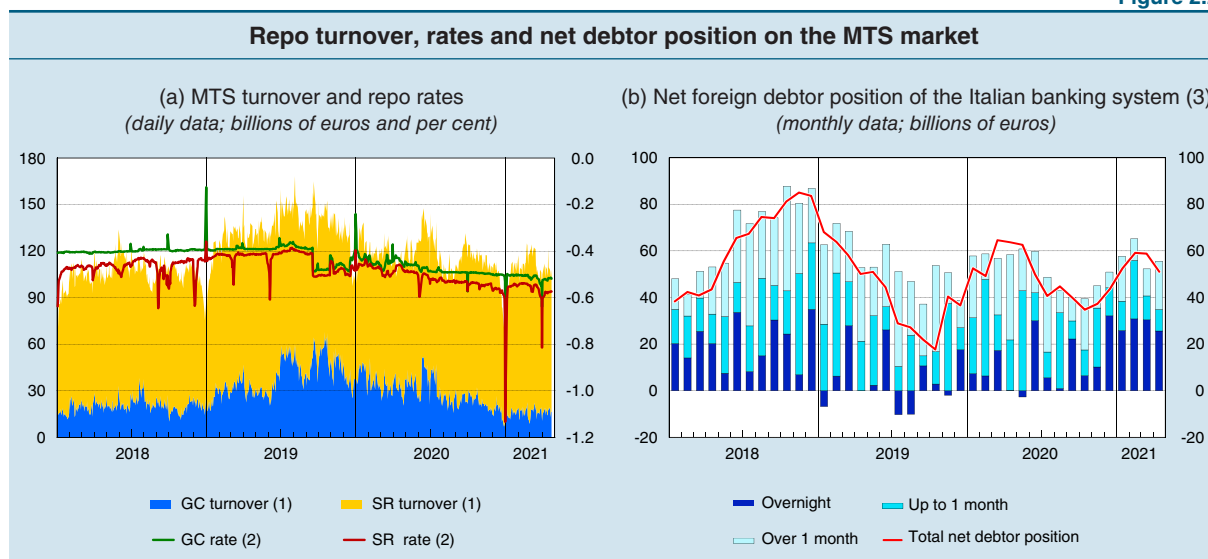 Figure 2.
Repo turnover, rates and net debtor position on the MTS market
(a) MTS turnover and repo rates
(daily data; billions of euros and per cent)
180 0.0
150 -0.2
120 -0.4
90 -0.6
60 -0.8
30 -1.0
0 -1.2
2018 2019 2020 2021
GC turnover (1) SR turnover (1)
GC rate (2) SR rate (2)
(b) Net foreign debtor position of the Italian banking system (3)
(monthly data; billions of euros)
100 100
80 80
60 60
40 40
20 20
0 0
-20 -20
2018 2019 2020 2021
Overnight Up to 1 month
Over 1 month Total net debtor position